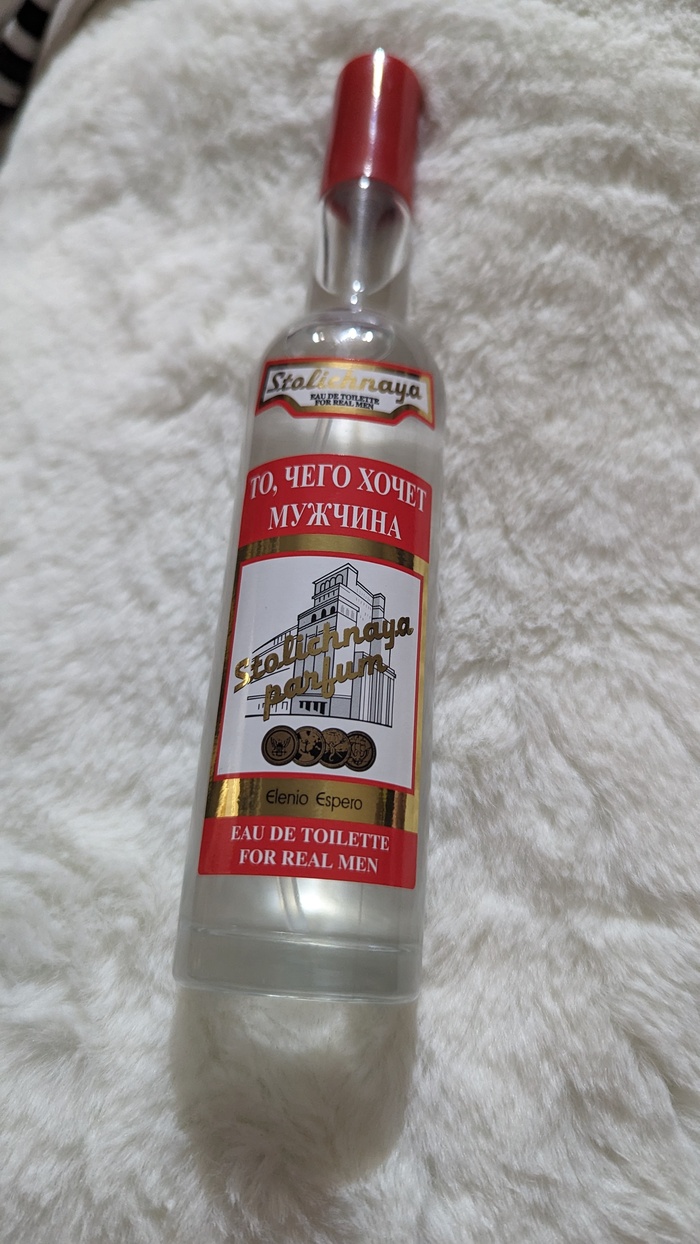 Stolichnaya
EAU DE TOILETTE
FOR REAL MEN
ТО, ЧЕГО ХОЧЕТ
МУЖЧИНА
Stolichnaya
parfum
Elenio Espero
EAU DE TOILETTE
FOR REAL MEN